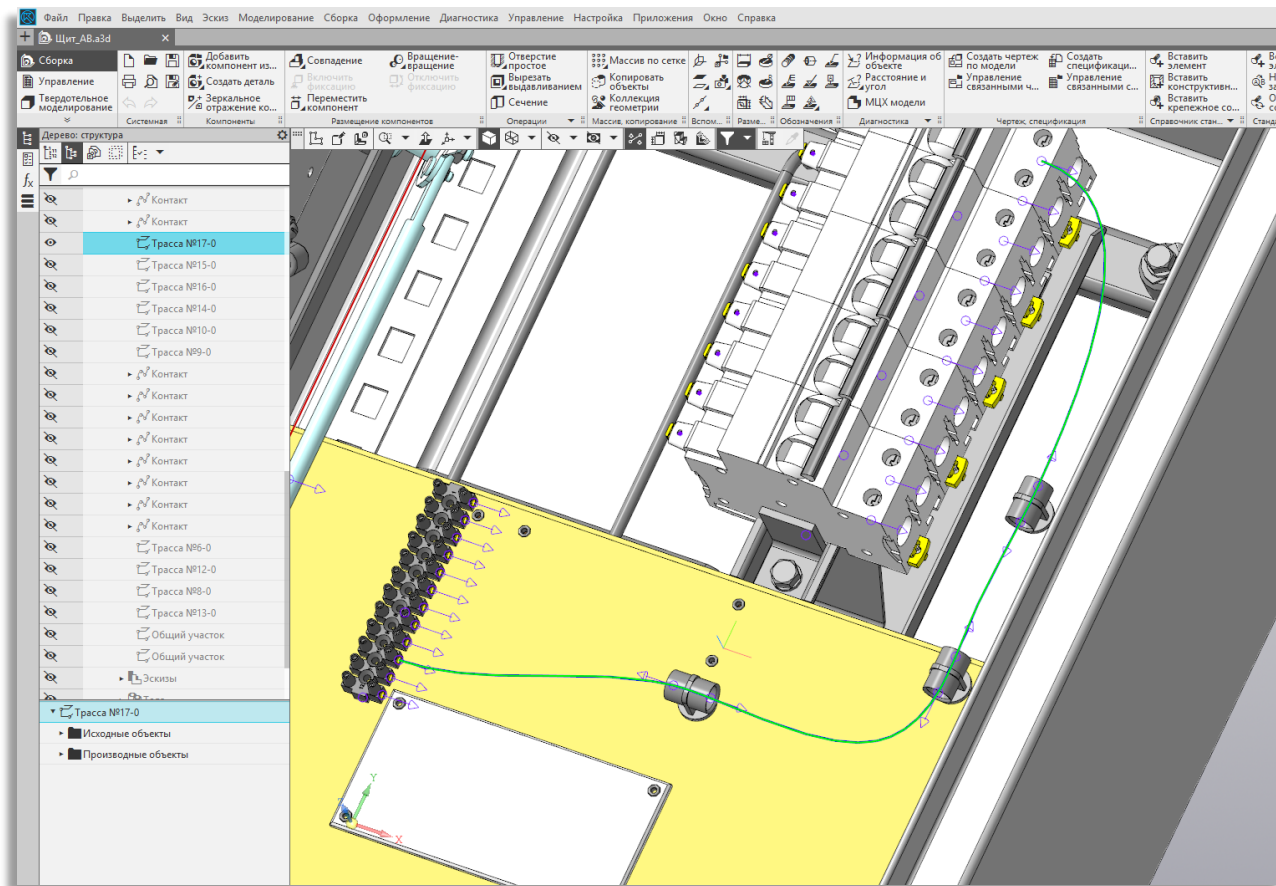 Файл Правка Выделить Вид Эскиз Моделирование Сборка Оформление Диагностика Управление Настройка Приложения Окно Справка
Щит_АВ.a3d
Сборка
Управление
Твердотельное
моделирование
Системная
Добавить
компонент из...
Создать деталь
Зеркальное
отражение ко...
Компоненты
Совпадение
Включить
фиксацию
Переместить
компонент
Вращение-
вращение
Отключить
фиксацию
Размещение компонентов
Отверстие
простое
Вырезать
выдавливанием
Сечение
Операции
Массив по сетке
Копировать
объекты
Коллекция
геометрии
Массив, копирование
Вспом...
Разме...
Обозначения
Информация об
объекте
Расстояние и
угол
МЦХ модели
Диагностика
Создать чертеж
по модели
Управление
связанными ч...
Создать
спецификаци...
Управление
связанными с...
Чертеж, спецификация
Вставить
элемент
Вставить
конструктивн...
Вставить
крепежное со...
Справочник стан...
Дерево: структура
Контакт
Контакт
Трасса №17-0
Трасса №15-0
Трасса №16-0
Трасса №14-0
Трасса №10-0
Трасса №9-0
Контакт
Контакт
Контакт
Контакт
Контакт
Контакт
Контакт
Контакт
Трасса №6-0
Трасса №12-0
Трасса №8-0
Трасса №13-0
Общий участок
Общий участок
Эскизы
Трасса №17-0
Исходные объекты
Производные объекты
Y
X